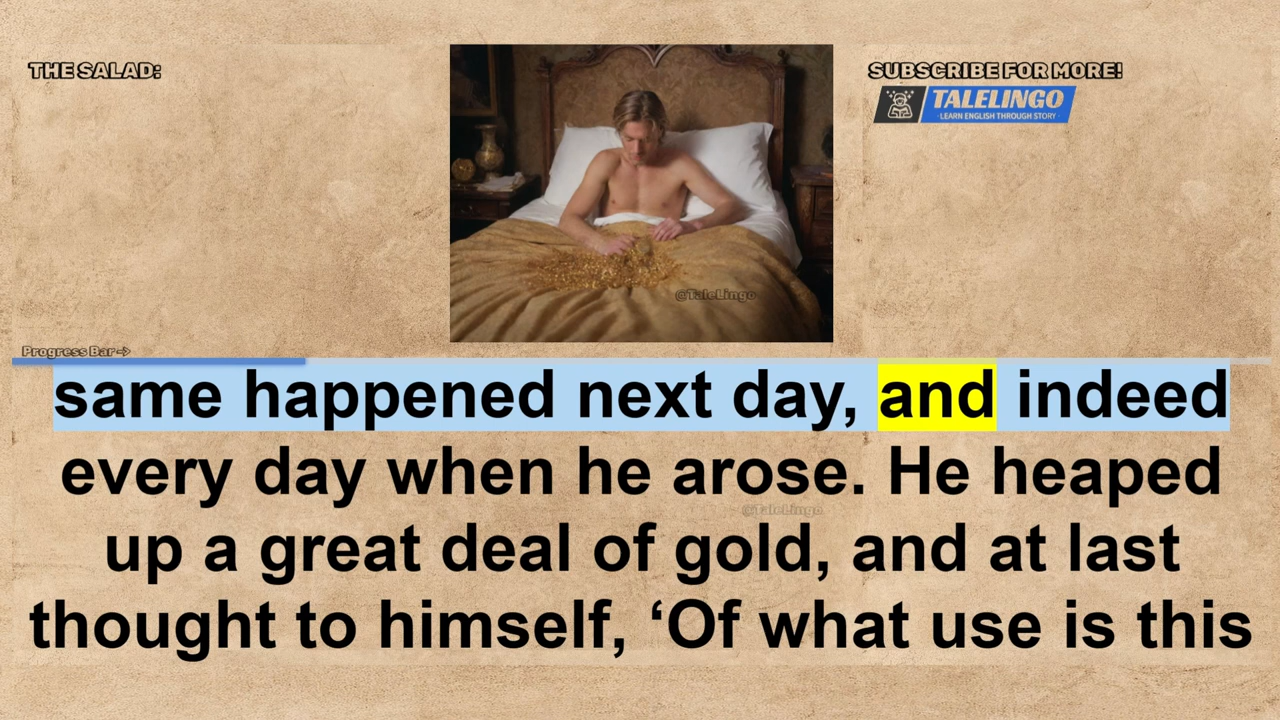 THE SALAD:
SUBSCRIBE FOR MORE!
TALELINGO
· LEARN ENGLISH THROUGH STORY ·
@TaleLingo
Progress Bar->
same happened next day, and indeed
every day when he arose. He heaped
@TaleLingo
up a great deal of gold, and at last
thought to himself, ‘Of what use is this